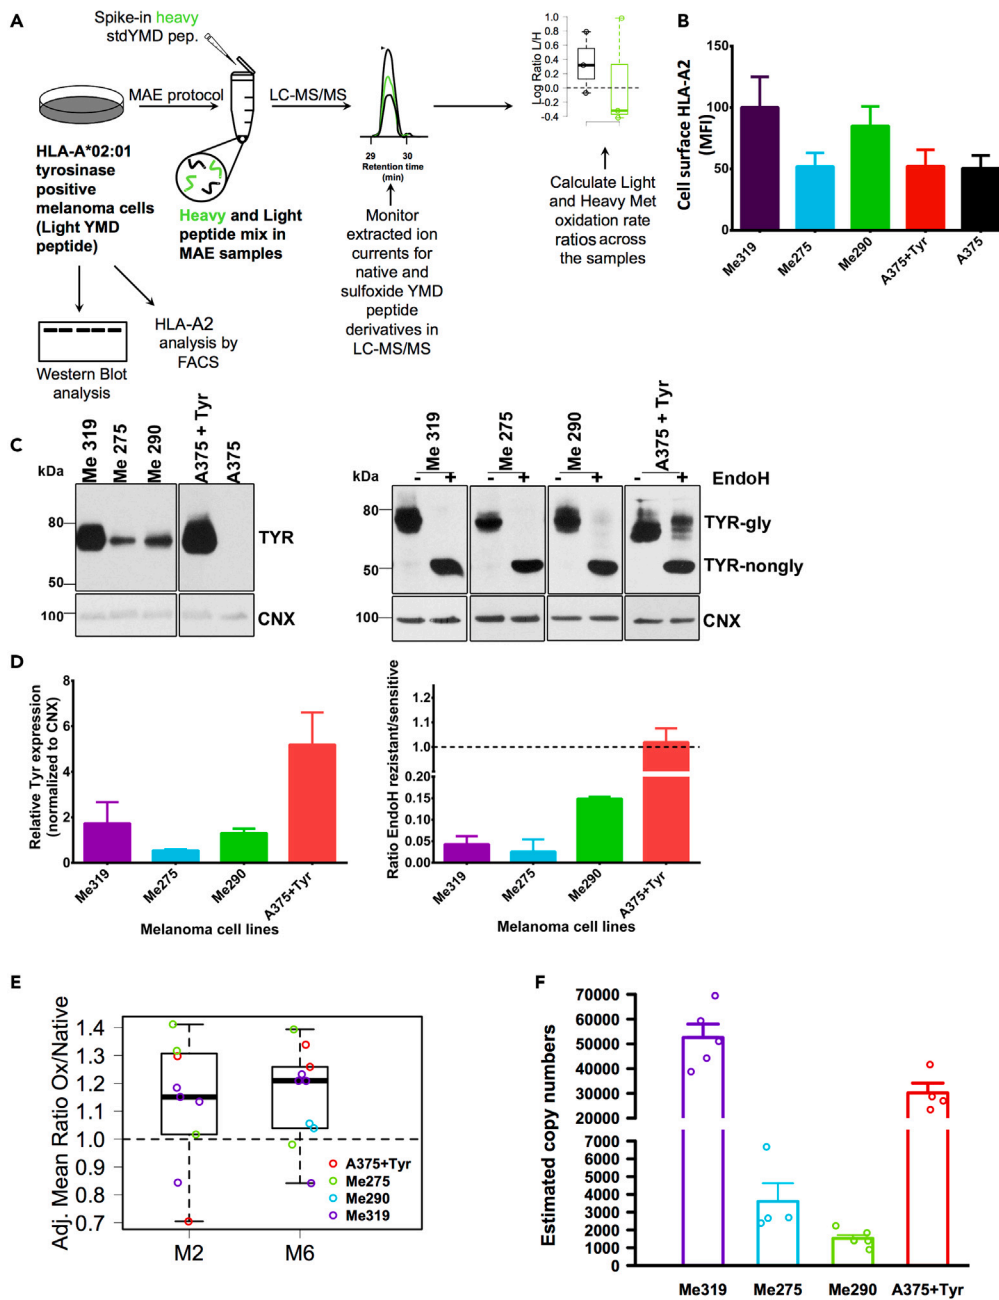 A
Spike-in heavy
stdYMD pep.
MAE protocol
LC-MS/MS
HLA-A*02:01
tyrosinase
positive
melanoma cells
(Light YMD
peptide)
Heavy and Light
peptide mix in
MAE samples
29
30
Retention time
(min)
Monitor
extracted ion
currents for
native and
sulfoxide YMD
peptide
derivatives in
LC-MS/MS
Log Ratio L/H
1.0
0.8
0.6
0.4
0.2
0.0
-0.2
-0.4
Calculate Light
and Heavy Met
oxidation rate
ratios across
the samples
Western Blot
analysis
HLA-A2
analysis by
FACS
B
Cell surface HLA-A2
(MFI)
150
100
50
0
Me319
Me275
Me290
A375+Tyr
A375
C
kDa
Me 319
Me 275
Me 290
A375 + Tyr
A375
80
50
100
TYR
CNX
kDa
Me 319
Me 275
Me 290
A375 + Tyr
- + - + - + - +
EndoH
80
50
100
TYR-gly
TYR-nongly
CNX
D
Relative Tyr expression
(normalized to CNX)
8
6
4
2
0
Me319
Me275
Me290
A375+Tyr
Melanoma cell lines
Ratio EndoH rezistant/sensitive
1.2
1.1
1.0
0.20
0.15
0.10
0.05
0.00
Me319
Me275
Me290
A375+Tyr
Melanoma cell lines
E
Adj. Mean Ratio Ox/Native
1.4
1.3
1.2
1.1
1.0
0.9
0.8
0.7
M2
M6
A375+Tyr
Me275
Me290
Me319
F
Estimated copy numbers
70000
60000
50000
40000
30000
20000
7000
6000
5000
4000
3000
2000
1000
0
Me319
Me275
Me290
A375+Tyr